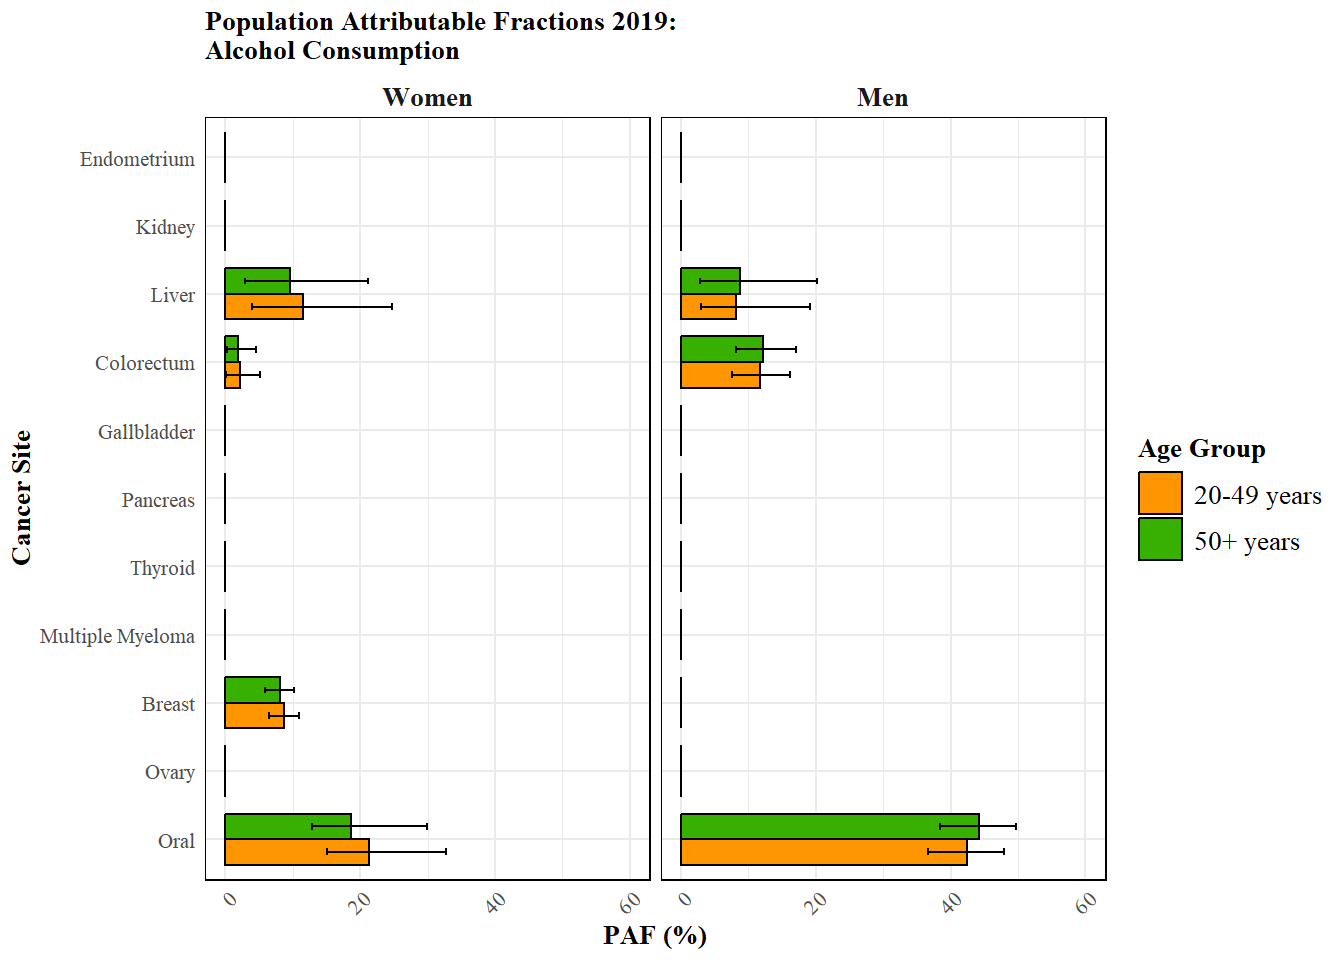 Population Attributable Fractions 2019:
Alcohol Consumption
Women
Men
Endometrium
Kidney
Liver
Colorectum
Gallbladder
Pancreas
Thyroid
Multiple Myeloma
Breast
Ovary
Oral
Cancer Site
0
20
40
60
0
20
40
60
PAF (%)
Age Group
20-49 years
50+ years